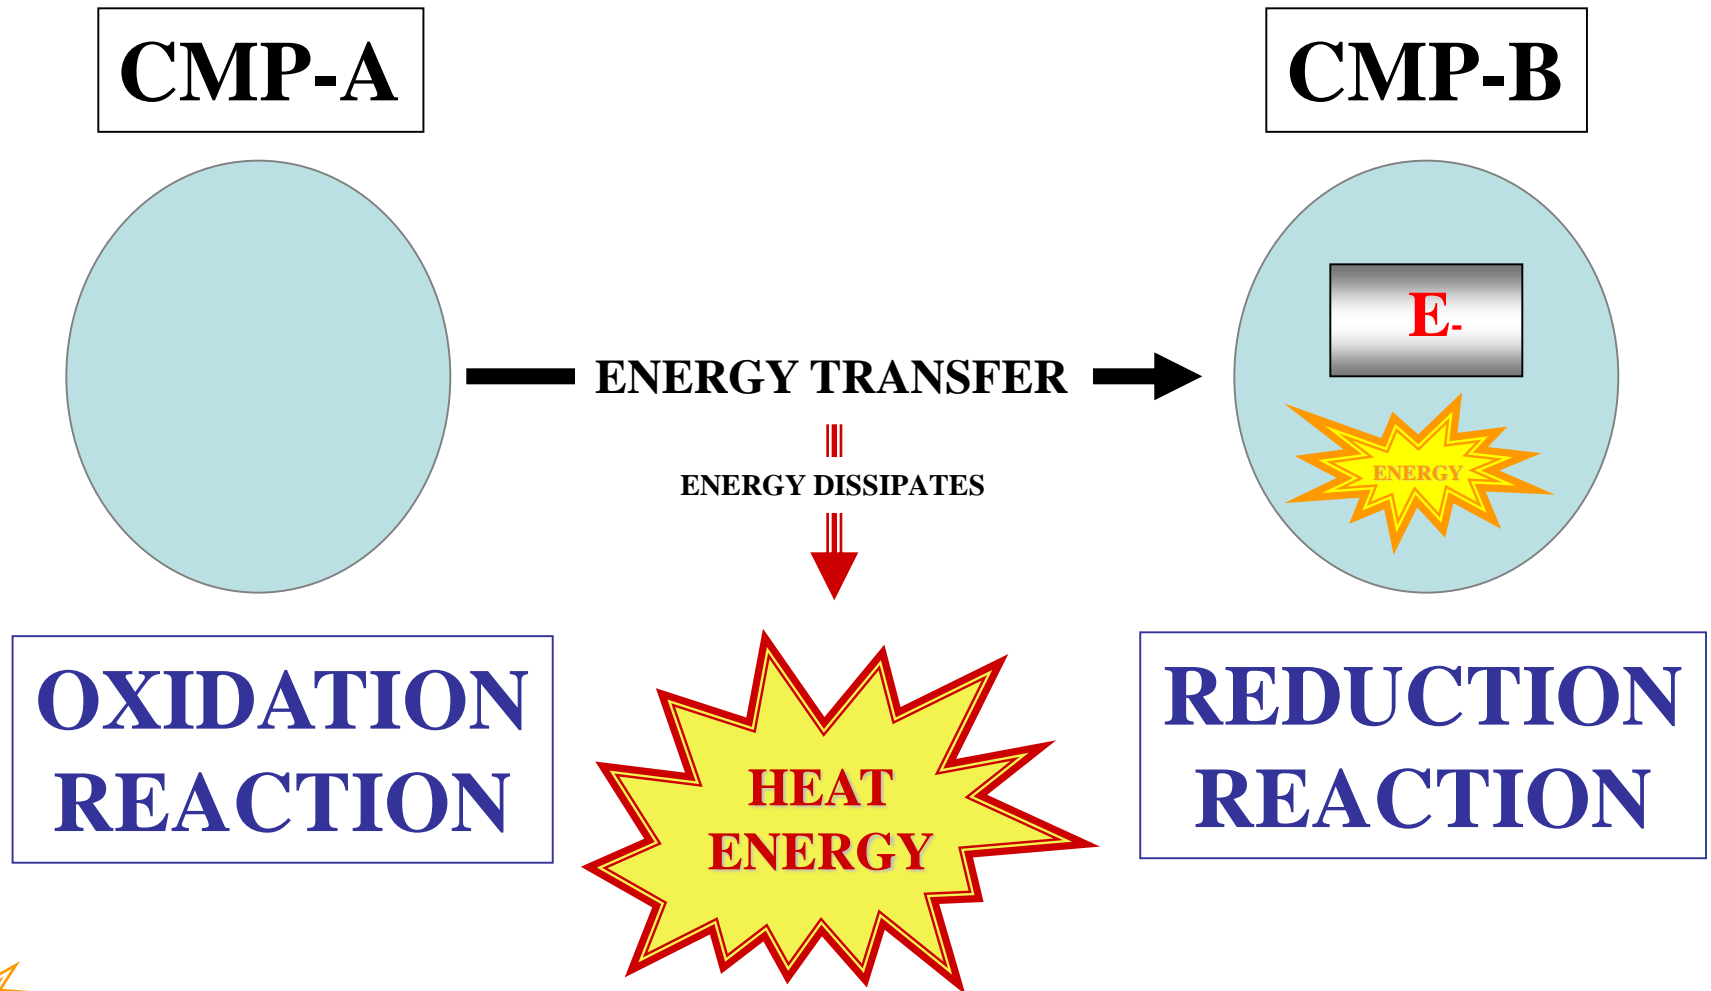 CMP-A
CMP-B
E-
ENERGY TRANSFER
ENERGY
ENERGY DISSIPATES
OXIDATION
REACTION
HEAT
ENERGY
REDUCTION
REACTION